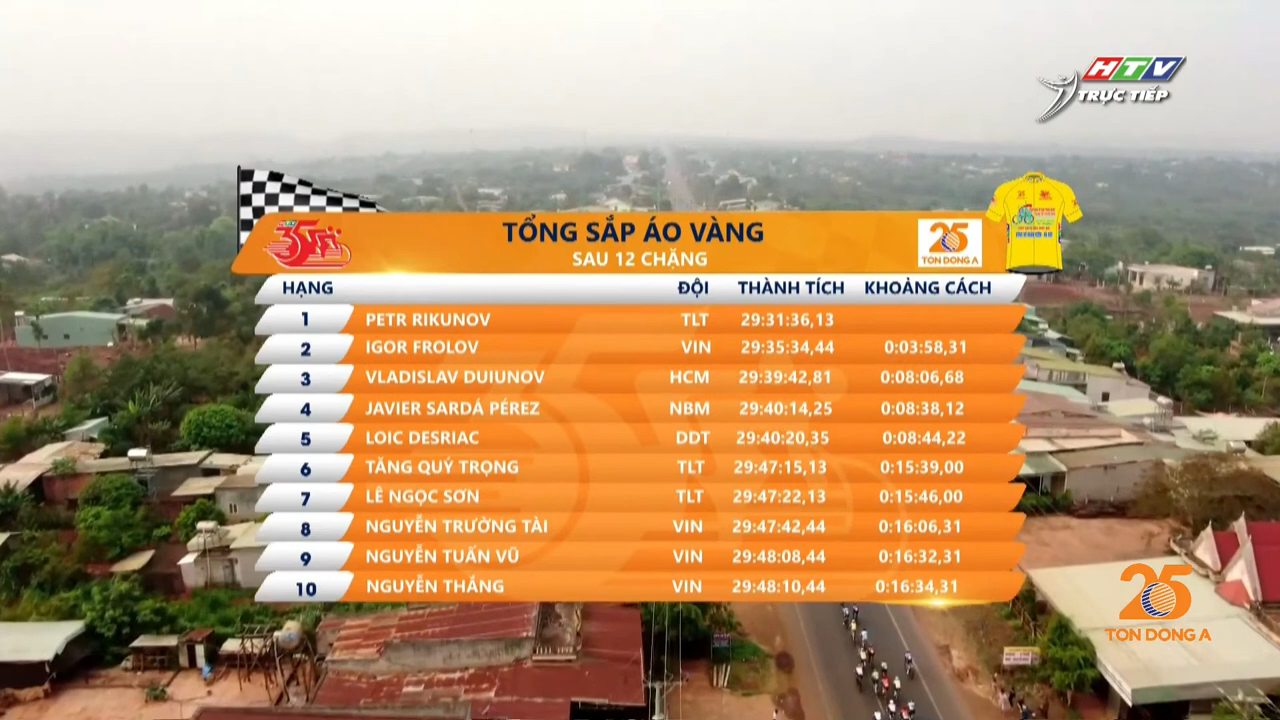 HTV
TRỰC TIẾP
TỔNG SẮP ÁO VÀNG
SAU 12 CHẶNG
25
TON DONG A
HẠNG ĐỘI THÀNH TÍCH KHOẢNG CÁCH
1 PETR RIKUNOV TLT 29:31:36,13
2 IGOR FROLOV VIN 29:35:34,44 0:03:58,31
3 VLADISLAV DUIUNOV HCM 29:39:42,81 0:08:06,68
4 JAVIER SARDÁ PÉREZ NBM 29:40:14,25 0:08:38,12
5 LOIC DESRIAC DDT 29:40:20,35 0:08:44,22
6 TĂNG QUÝ TRỌNG TLT 29:47:15,13 0:15:39,00
7 LÊ NGỌC SƠN TLT 29:47:22,13 0:15:46,00
8 NGUYỄN TRƯỜNG TÀI VIN 29:47:42,44 0:16:06,31
9 NGUYỄN TUẤN VŨ VIN 29:48:08,44 0:16:32,31
10 NGUYỄN THẮNG VIN 29:48:10,44 0:16:34,31
25
TON DONG A